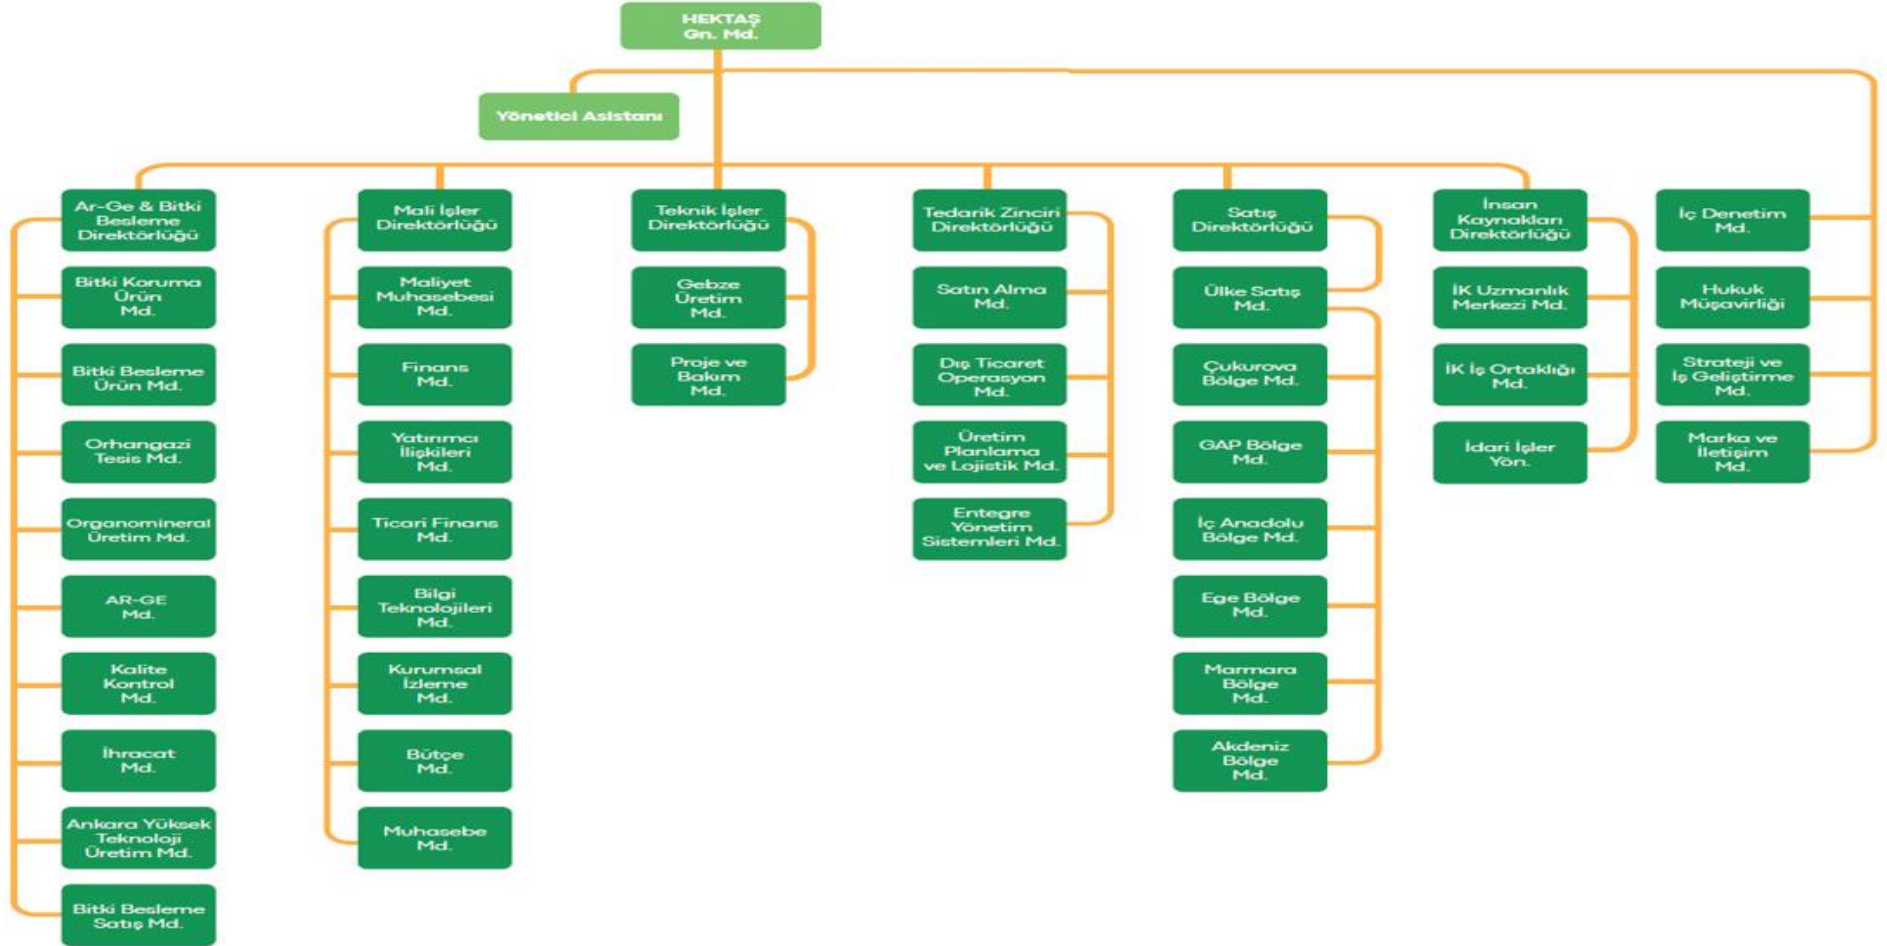 HEKTAŞ
Gn. Md.
Yönetici Asistanı
Ar-Ge & Bitki
Besleme
Direktörlüğü
Bitki Koruma
Ürün
Md.
Bitki Besleme
Ürün Md.
Orhangazi
Tesis Md.
Organomineral
Üretim Md.
AR-GE
Md.
Kalite
Kontrol
Md.
İhracat
Md.
Ankara Yüksek
Teknoloji
Üretim Md.
Bitki Besleme
Satış Md.
Mali İşler
Direktörlüğü
Maliyet
Muhasebesi
Md.
Finans
Md.
Yatırımcı
İlişkileri
Md.
Ticari Finans
Md.
Bilgi
Teknolojileri
Md.
Kurumsal
İzleme
Md.
Bütçe
Md.
Muhasebe
Md.
Teknik İşler
Direktörlüğü
Gebze
Üretim
Md.
Proje ve
Bakım
Md.
Tedarik Zinciri
Direktörlüğü
Satın Alma
Md.
Dış Ticaret
Operasyon
Md.
Üretim
Planlama
ve Lojistik Md.
Entegre
Yönetim
Sistemleri Md.
Satış
Direktörlüğü
Ülke Satış
Md.
Çukurova
Bölge Md.
GAP Bölge
Md.
İç Anadolu
Bölge Md.
Ege Bölge
Md.
Marmara
Bölge
Md.
Akdeniz
Bölge
Md.
İnsan
Kaynakları
Direktörlüğü
İK Uzmanlık
Merkezi Md.
İK İş Ortaklığı
Md.
İdari İşler
Yön.
İç Denetim
Md.
Hukuk
Müşavirliği
Strateji ve
İş Geliştirme
Md.
Marka ve
İletişim
Md.